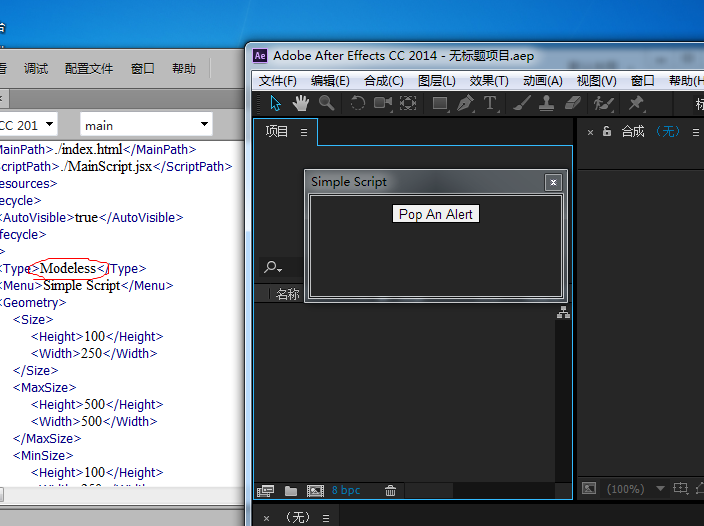 看 调试 配置文件 窗口 帮助
CC 201 main
MainPath>./index.html</MainPath>
ScriptPath>./MainScript.jsx</ScriptPath>
esources>
ecycle>
<AutoVisible>true</AutoVisible>
fecycle>
>
<Type>Modeless</Type>
<Menu>Simple Script</Menu>
<Geometry>
<Size>
<Height>100</Height>
<Width>250</Width>
</Size>
<MaxSize>
<Height>500</Height>
<Width>500</Width>
</MaxSize>
<MinSize>
<Height>100</Height>
<Width>250</Width>
Ae Adobe After Effects CC 2014 - 无标题项目.aep
文件(F) 编辑(E) 合成(C) 图层(L) 效果(T) 动画(A) 视图(V) 窗口 帮助(H
项目
合成 (无)
Simple Script
Pop An Alert
名称
8 bpc
(100%)
(无)